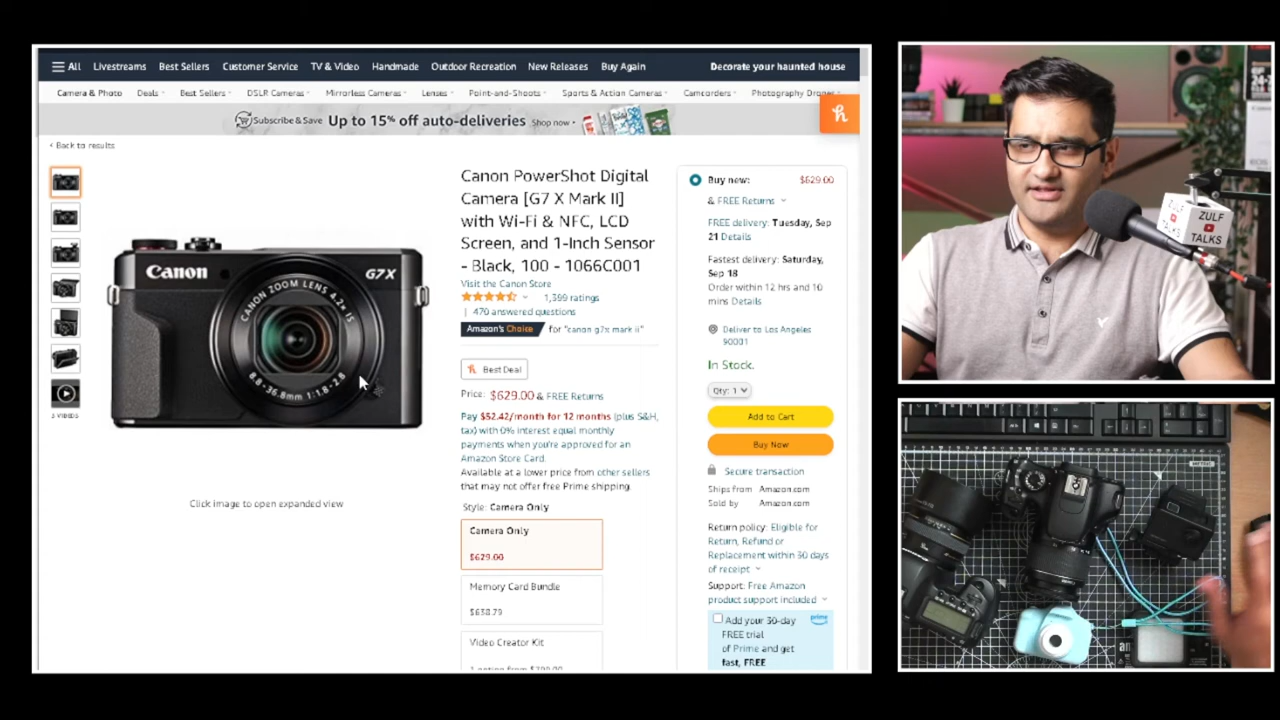 All Livestreams Best Sellers Customer Service TV & Video Handmade Outdoor Recreation New Releases Buy Again Decorate your haunted house
Camera & Photo Deals Best Sellers DSLR Cameras Mirrorless Cameras Lenses Point-and-Shoots Sports & Action Cameras Camcorders Photography Drones
Subscribe & Save Up to 15% off auto-deliveries Shop now
h
‹ Back to results
3 VIDEOS
Canon
G7X
CANON ZOOM LENS 4.2x IS
8.8-36.8mm 1:1.8-2.8
Click image to open expanded view
Canon PowerShot Digital
Camera [G7 X Mark II]
with Wi-Fi & NFC, LCD
Screen, and 1-Inch Sensor
- Black, 100 - 1066C001
Visit the Canon Store
1,399 ratings
| 470 answered questions
Amazon's Choice for "canon g7x mark ii"
h Best Deal
Price: $629.00 & FREE Returns
Pay $52.42/month for 12 months (plus S&H,
tax) with 0% interest equal monthly
payments when you're approved for an
Amazon Store Card.
Available at a lower price from other sellers
that may not offer free Prime shipping.
Style: Camera Only
Camera Only
$629.00
Memory Card Bundle
$638.79
Video Creator Kit
Buy new: $629.00
& FREE Returns
FREE delivery: Tuesday, Sep
21 Details
Fastest delivery: Saturday,
Sep 18
Order within 12 hrs and 10
mins Details
Deliver to Los Angeles
90001
In Stock.
Qty: 1
Add to Cart
Buy Now
Secure transaction
Ships from Amazon.com
Sold by Amazon.com
Return policy: Eligible for
Return, Refund or
Replacement within 30 days
of receipt
Support: Free Amazon
product support included
Add your 30-day
FREE trial
of Prime and get
fast, FREE
prime
ZULF
TALKS
ZULF
TALKS